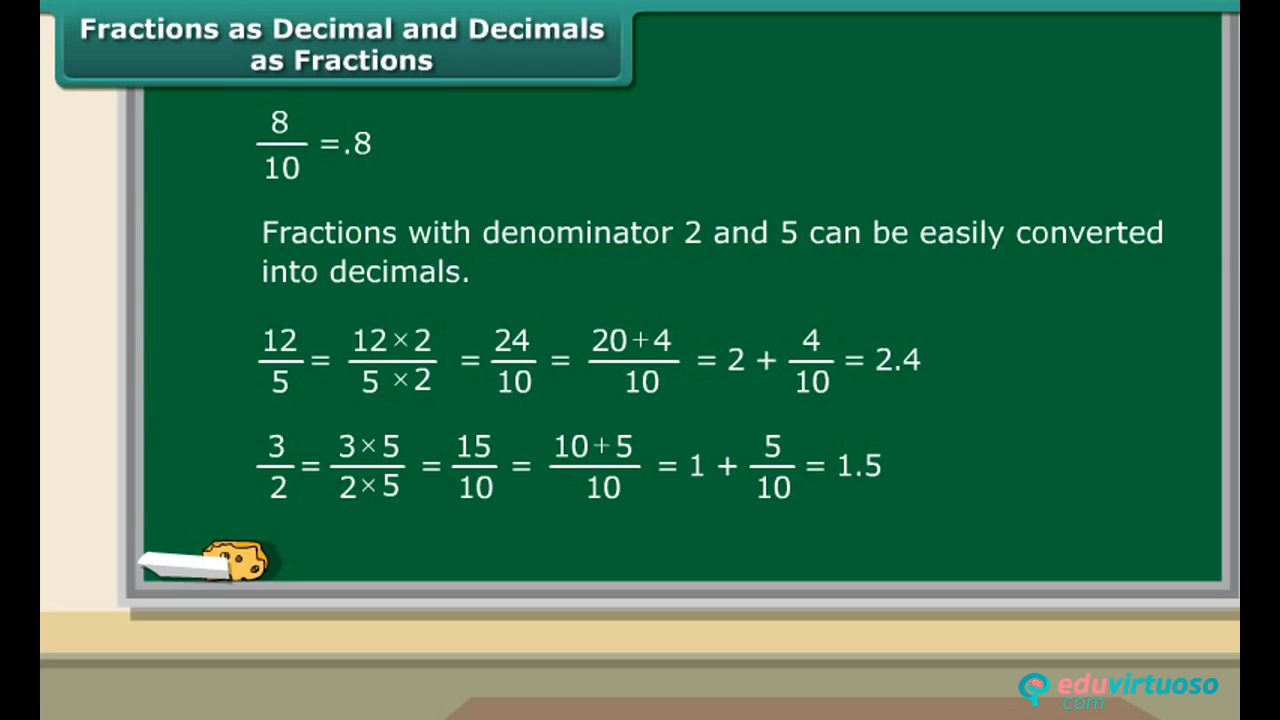 Fractions as Decimal and Decimals
as Fractions
8/10 =.8
Fractions with denominator 2 and 5 can be easily converted
into decimals.
12/5 = 12×2/5×2 = 24/10 = 20+4/10 = 2 + 4/10 = 2.4
3/2 = 3×5/2×5 = 15/10 = 10+5/10 = 1 + 5/10 = 1.5
eduvirtuoso
.com